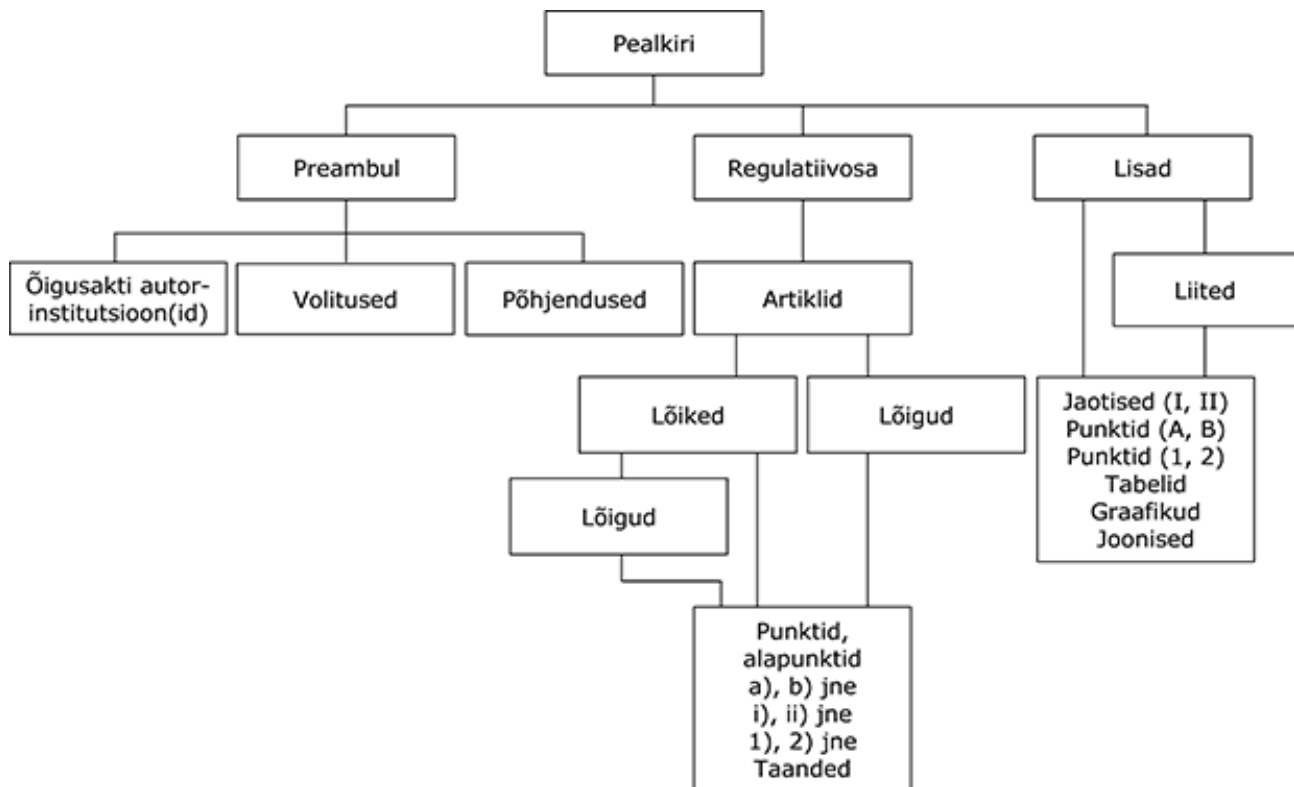 Pealkiri
Preambul
Regulatiivosa
Lisad
Õigusakti autor-
institutsioon(id)
Volitused
Põhjendused
Artiklid
Liited
Lõiked
Lõigud
Jaotised (I, II)
Punktid (A, B)
Punktid (1, 2)
Tabelid
Graafikud
Joonised
Lõigud
Punktid,
alapunktid
a), b) jne
i), ii) jne
1), 2) jne
Taanded